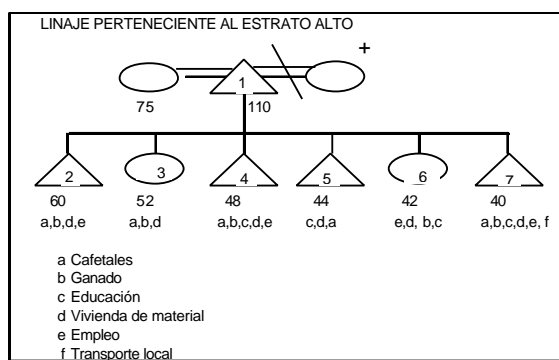 LINAJE PERTENECIENTE AL ESTRATO ALTO
+
1
75 110
2 3 4 5 6 7
60 52 48 44 42 40
a,b,d,e a,b,d a,b,c,d,e c,d,a e,d, b,c a,b,c,d,e, f
a Cafetales
b Ganado
c Educación
d Vivienda de material
e Empleo
f Transporte local